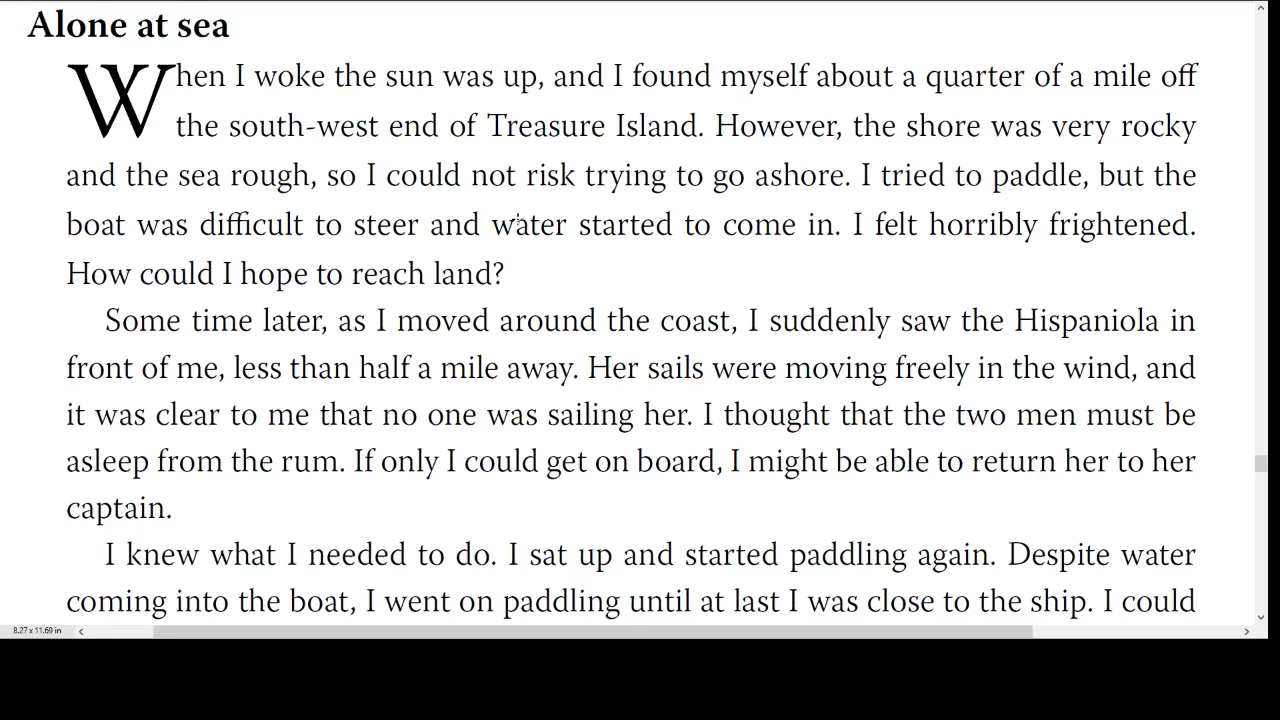 Alone at sea
When I woke the sun was up, and I found myself about a quarter of a mile off
the south-west end of Treasure Island. However, the shore was very rocky
and the sea rough, so I could not risk trying to go ashore. I tried to paddle, but the
boat was difficult to steer and water started to come in. I felt horribly frightened.
How could I hope to reach land?
Some time later, as I moved around the coast, I suddenly saw the Hispaniola in
front of me, less than half a mile away. Her sails were moving freely in the wind, and
it was clear to me that no one was sailing her. I thought that the two men must be
asleep from the rum. If only I could get on board, I might be able to return her to her
captain.
I knew what I needed to do. I sat up and started paddling again. Despite water
coming into the boat, I went on paddling until at last I was close to the ship. I could
8.27 x 11.69 in